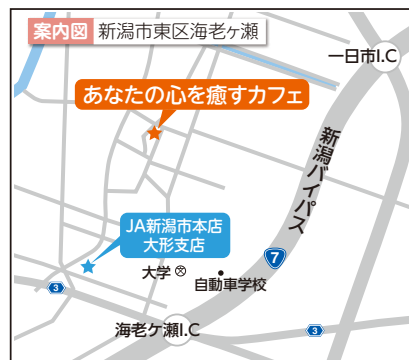 案内図 新潟市東区海老ヶ瀬
一日市I.C
あなたの心を癒すカフェ
新潟バイパス
JA新潟市本店
大形支店
7
大学
自動車学校
3
3
海老ケ瀬I.C